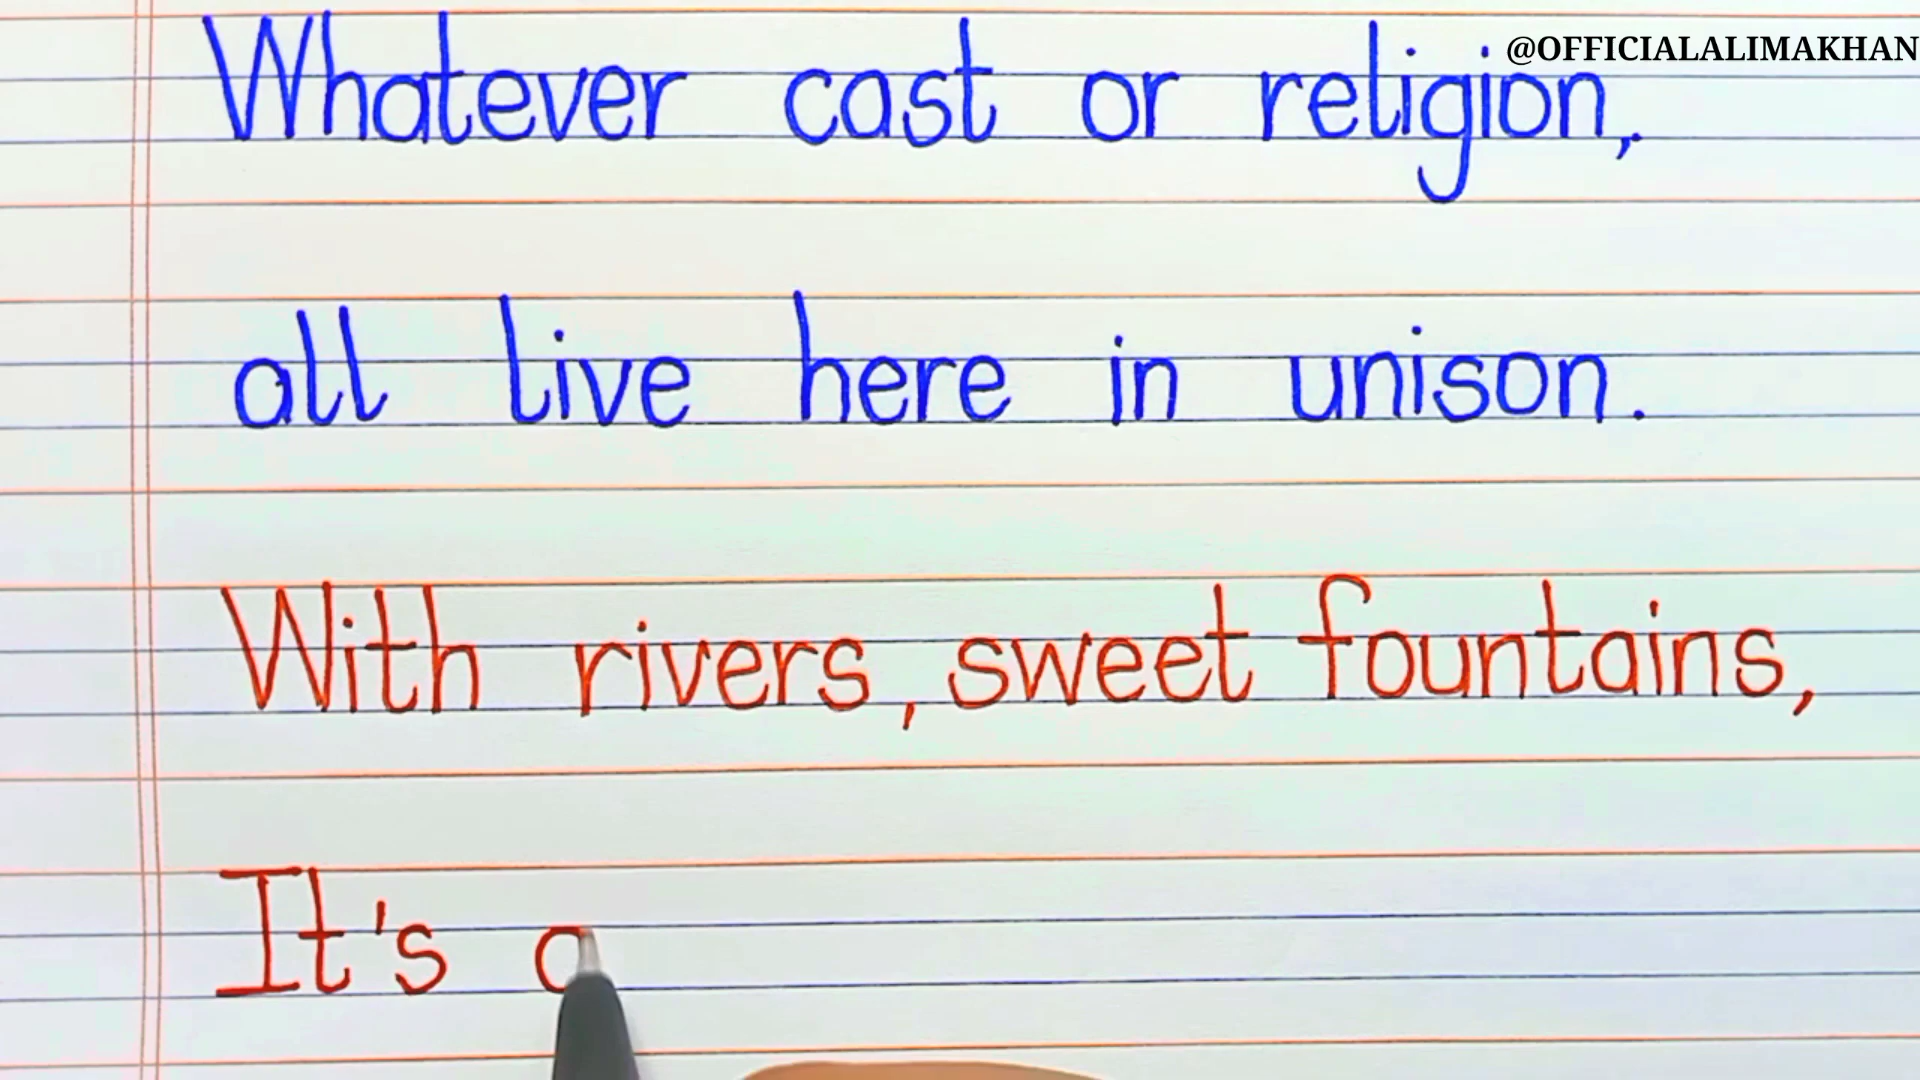 @OFFICIALALIMAKHAN
Whatever cast or religion,.
all live here in unison.
With rivers, sweet fountains,
It's